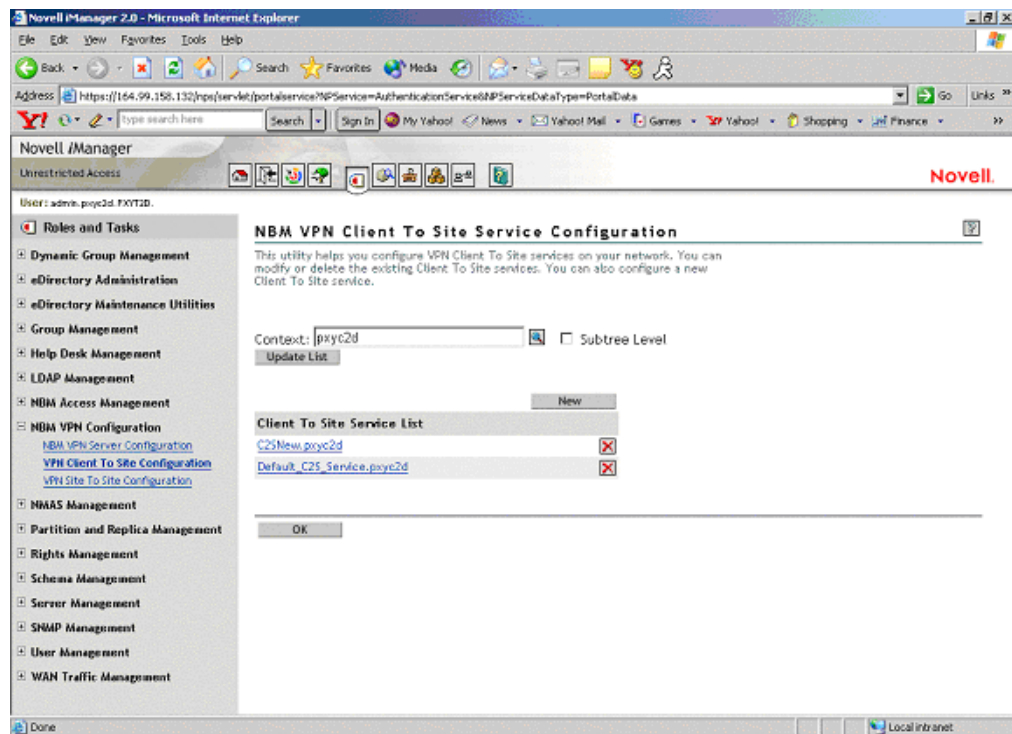 Novell iManager 2.0 - Microsoft Internet Explorer
File Edit View Favorites Tools Help
Back Search Favorites Media
Address https://164.99.158.132/nps/servlet/portalservice?NPService=AuthenticationService&NPServiceDataType=PortalData Go Links »
Y! type search here Search Sign In My Yahoo! News Yahoo! Mail Games Yahoo! Shopping Finance »
Novell iManager
Unrestricted Access
Novell.
User: admin.pxyc2d.PXYT2D.
Roles and Tasks
Dynamic Group Management
eDirectory Administration
eDirectory Maintenance Utilities
Group Management
Help Desk Management
LDAP Management
NBM Access Management
NBM VPN Configuration
NBM VPN Server Configuration
VPN Client To Site Configuration
VPN Site To Site Configuration
NMAS Management
Partition and Replica Management
Rights Management
Schema Management
Server Management
SNMP Management
User Management
WAN Traffic Management
NBM VPN Client To Site Service Configuration
This utility helps you configure VPN Client To Site services on your network. You can
modify or delete the existing Client To Site services. You can also configure a new
Client To Site service.
Context: pxyc2d Subtree Level
Update List
New
Client To Site Service List
C2SNew.pxyc2d
Default_C2S_Service.pxyc2d
OK
Done Local intranet